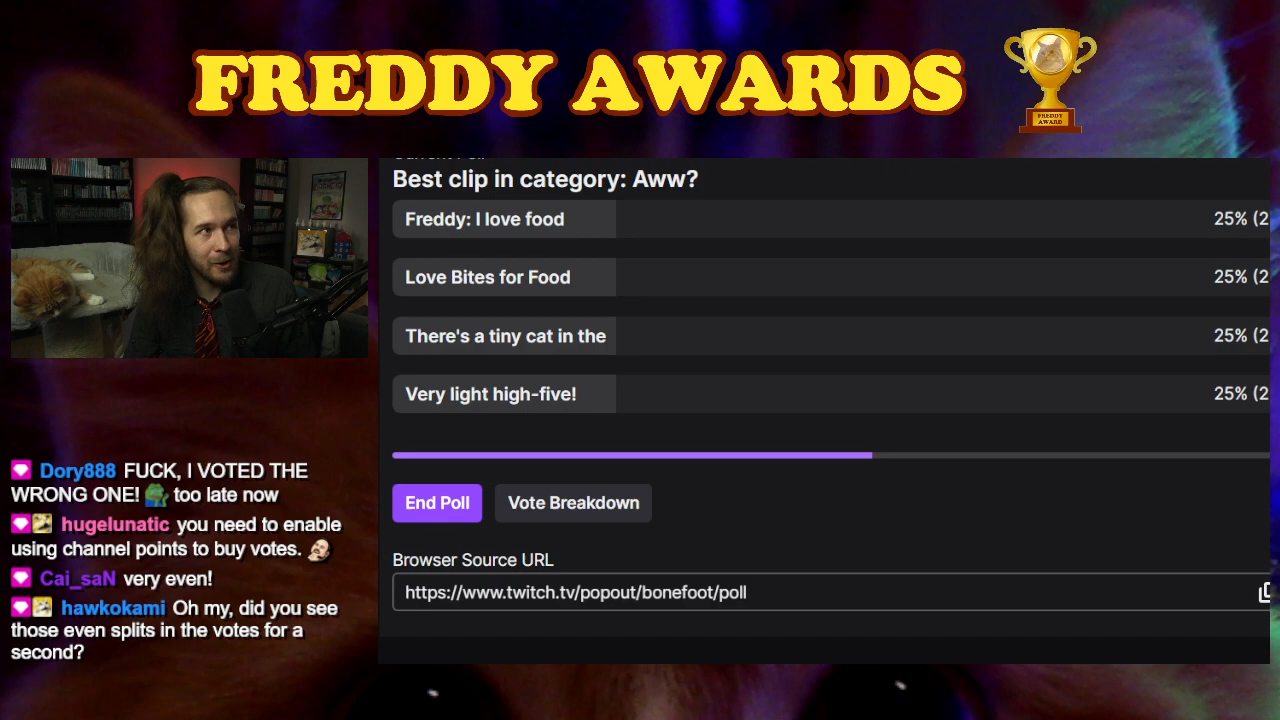 FREDDY AWARDS
FREDDY
AWARD
Best clip in category: Aww?
Freddy: I love food
25% (2
Love Bites for Food
25% (2
There's a tiny cat in the
25% (2
Very light high-five!
25% (2
End Poll
Vote Breakdown
Browser Source URL
https://www.twitch.tv/popout/bonefoot/poll
Dory888 FUCK, I VOTED THE
WRONG ONE! too late now
hugelunatic you need to enable
using channel points to buy votes.
Cai_saN very even!
hawkokami Oh my, did you see
those even splits in the votes for a
second?